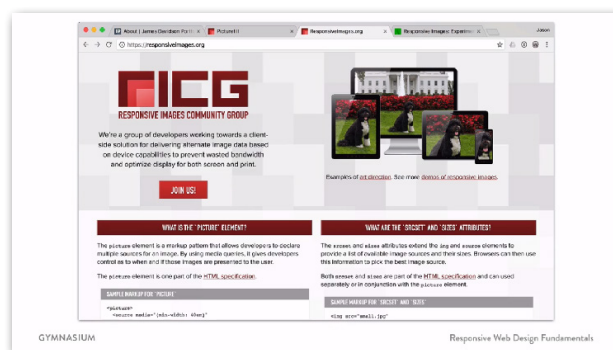 About | James Davidson Portfo
Picturefill
Responsiveimages.org
Responsive Images: Experimen
Jason
https://responsiveimages.org
RICG
RESPONSIVE IMAGES COMMUNITY GROUP
We're a group of developers working towards a client-
side solution for delivering alternate image data based
on device capabilities to prevent wasted bandwidth
and optimize display for both screen and print.
JOIN US!
Examples of art direction. See more demos of responsive images.
WHAT IS THE `PICTURE` ELEMENT?
The picture element is a markup pattern that allows developers to declare
multiple sources for an image. By using media queries, it gives developers
control as to when and if those images are presented to the user.
The picture element is one part of the HTML specification.
SAMPLE MARKUP FOR `PICTURE`
<picture>
<source media="(min-width: 40em)"
WHAT ARE THE `SRCSET` AND `SIZES` ATTRIBUTES?
The srcset and sizes attributes extend the img and source elements to
provide a list of available image sources and their sizes. Browsers can then use
this information to pick the best image source.
Both srcset and sizes are part of the HTML specification and can used
separately or in conjunction with the picture element.
SAMPLE MARKUP FOR `SRCSET` AND `SIZES`
<img src="small.jpg"
GYMNASIUM
Responsive Web Design Fundamentals